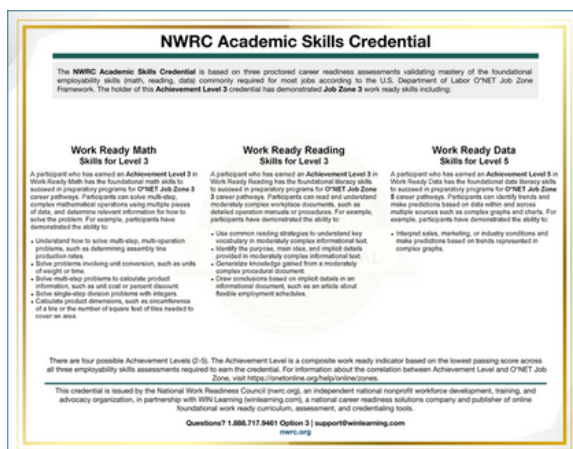 NWRC Academic Skills Credential
The NWRC Academic Skills Credential is based on three proctored career readiness assessments validating mastery of the foundational
employability skills (math, reading, data) commonly required for most jobs according to the U.S. Department of Labor O*NET Job Zone
Framework. The holder of this Achievement Level 3 credential has demonstrated Job Zone 3 work ready skills including:
Work Ready Math
Skills for Level 3
A participant who has earned an Achievement Level 3 in
Work Ready Math has the foundational math skills to
succeed in preparatory programs for O*NET Job Zone 3
career pathways. Participants can solve multi-step,
complex mathematical operations using multiple pieces
of data, and determine relevant information for how to
solve the problem. For example, participants have
demonstrated the ability to:
• Understand how to solve multi-step, multi-operation
problems, such as determining assembly line
production rates.
• Solve problems involving unit conversion, such as units
of weight or time.
• Solve multi-step problems to calculate product
information, such as unit cost or percent discount.
• Solve single-step division problems with integers.
• Calculate product dimensions, such as circumference
of a tire or the number of square feet of tiles needed to
cover an area.
Work Ready Reading
Skills for Level 3
A participant who has earned an Achievement Level 3 in
Work Ready Reading has the foundational literacy skills
to succeed in preparatory programs for O*NET Job Zone
3 career pathways. Participants can read and understand
moderately complex workplace documents, such as
detailed operation manuals or procedures. For example,
participants have demonstrated the ability to:
• Use common reading strategies to understand key
vocabulary in moderately complex informational text.
• Identify the purpose, main idea, and implicit details
provided in moderately complex informational text.
• Generalize knowledge gained from a moderately
complex procedural document.
• Draw conclusions based on implicit details in an
informational document, such as an article about
flexible employment schedules.
Work Ready Data
Skills for Level 5
A participant who has earned an Achievement Level 5 in
Work Ready Data has the foundational data literacy skills
to succeed in preparatory programs for O*NET Job Zone
5 career pathways. Participants can identify trends and
make predictions based on data within and across
multiple sources such as complex graphs and charts. For
example, participants have demonstrated the ability to:
• Interpret sales, marketing, or industry conditions and
make predictions based on trends represented in
complex graphs.
There are four possible Achievement Levels (2-5). The Achievement Level is a composite work ready indicator based on the lowest passing score across
all three employability skills assessments required to earn the credential. For information about the correlation between Achievement Level and O*NET Job
Zone, visit https://onetonline.org/help/online/zones.
This credential is issued by the National Work Readiness Council (nwrc.org), an independent national nonprofit workforce development, training, and
advocacy organization, in partnership with WIN Learning (winlearning.com), a national career readiness solutions company and publisher of online
foundational work ready curriculum, assessment, and credentialing tools.
Questions? 1.888.717.9461 Option 3 | support@winlearning.com
nwrc.org